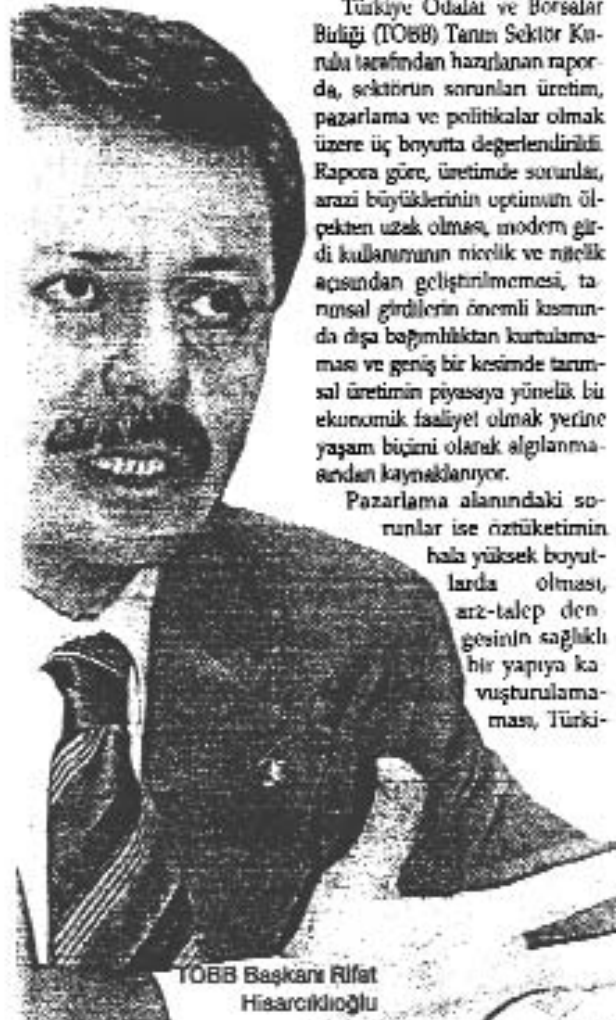 Türkiye Odalar ve Borsalar
Birliği (TOBB) Tarım Sektör Ku-
rulu tarafından hazırlanan rapor-
da, sektörün sorunları üretim,
pazarlama ve politikalar olmak
üzere üç boyutta değerlendirildi.
Rapora göre, üretimde sorunlar,
arazi büyüklerinin optimum öl-
çekten uzak olması, modern gir-
di kullanımının nicelik ve nitelik
açısından geliştirilmemesi, ta-
rımsal girdilerin önemli kısmın-
da dışa bağımlılıktan kurtulama-
ması ve geniş bir kesimde tarım-
sal üretimin piyasaya yönelik bir
ekonomik faaliyet olmak yerine
yaşam biçimi olarak algılanma-
sından kaynaklanıyor.
Pazarlama alanındaki so-
runlar ise öztüketimin
hala yüksek boyut-
larda olması,
arz-talep den-
gesinin sağlıklı
bir yapıya ka-
vuşturulama-
ması, Türki-
TOBB Başkanı Rifat
Hisarcıklıoğlu